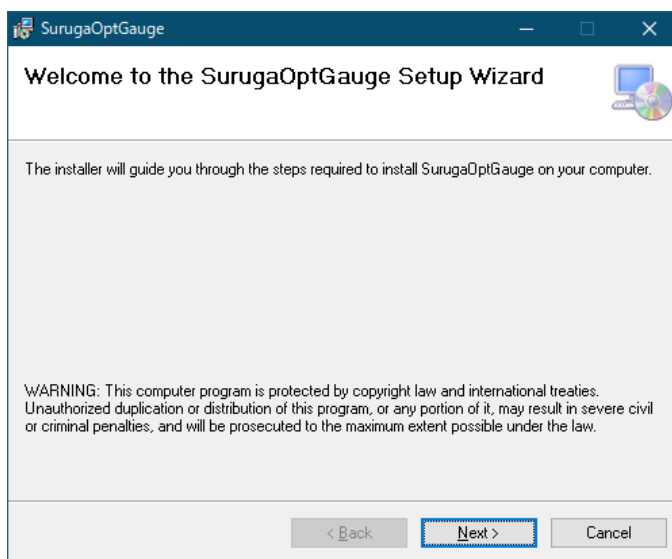 SurugaOptGauge
Welcome to the SurugaOptGauge Setup Wizard
The installer will guide you through the steps required to install SurugaOptGauge on your computer.
WARNING: This computer program is protected by copyright law and international treaties.
Unauthorized duplication or distribution of this program, or any portion of it, may result in severe civil
or criminal penalties, and will be prosecuted to the maximum extent possible under the law.
< Back
Next >
Cancel